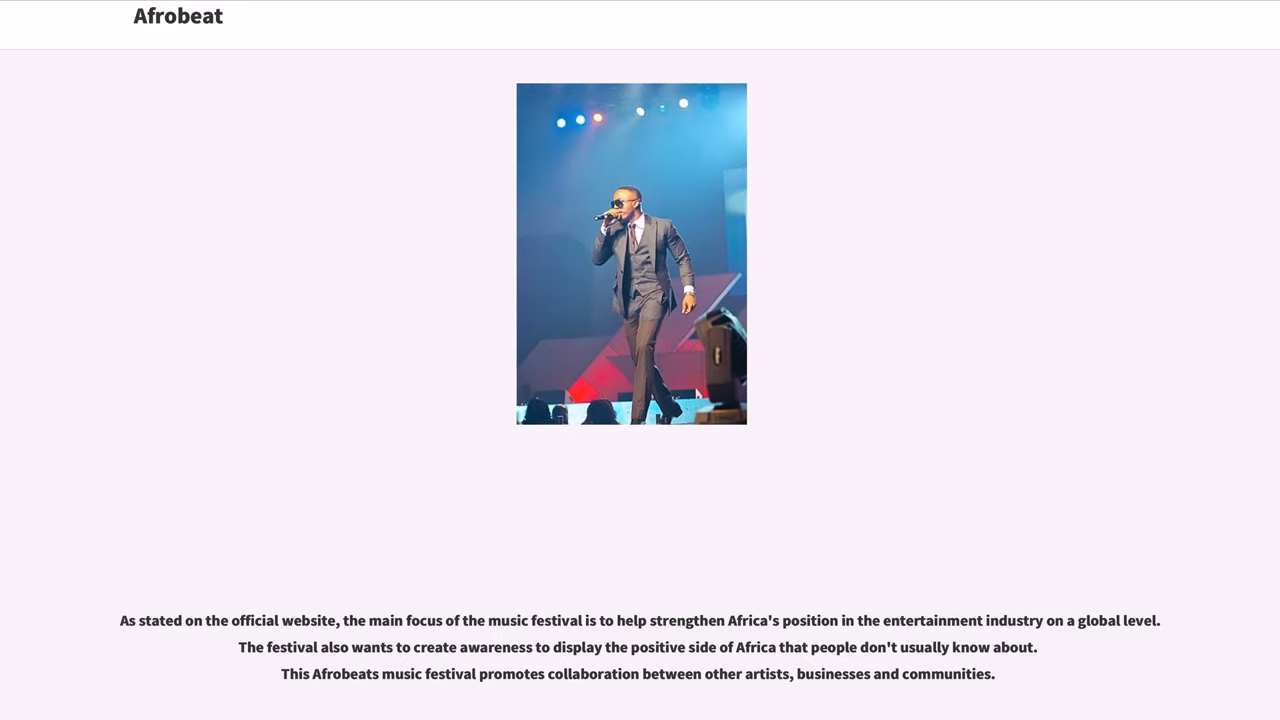 Afrobeat
As stated on the official website, the main focus of the music festival is to help strengthen Africa's position in the entertainment industry on a global level.
The festival also wants to create awareness to display the positive side of Africa that people don't usually know about.
This Afrobeats music festival promotes collaboration between other artists, businesses and communities.